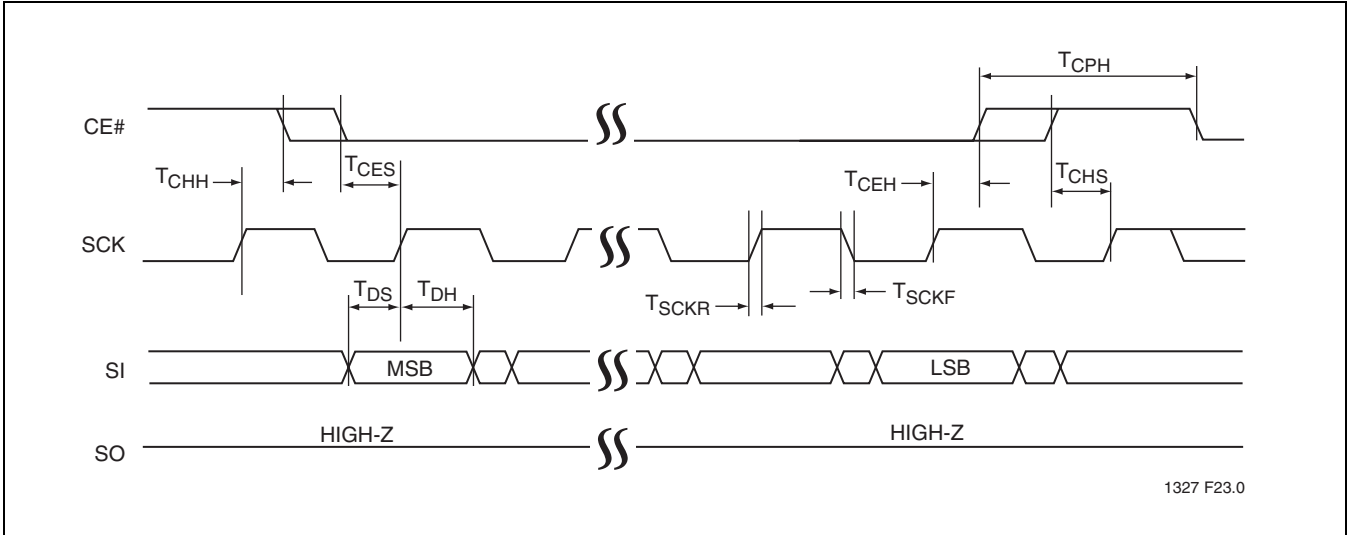 TCPH
CE#
TCHH
TCES
TCEH
TCHS
SCK
TDS
TDH
TSCKR
TSCKF
SI
MSB
LSB
HIGH-Z
HIGH-Z
SO
1327 F23.0